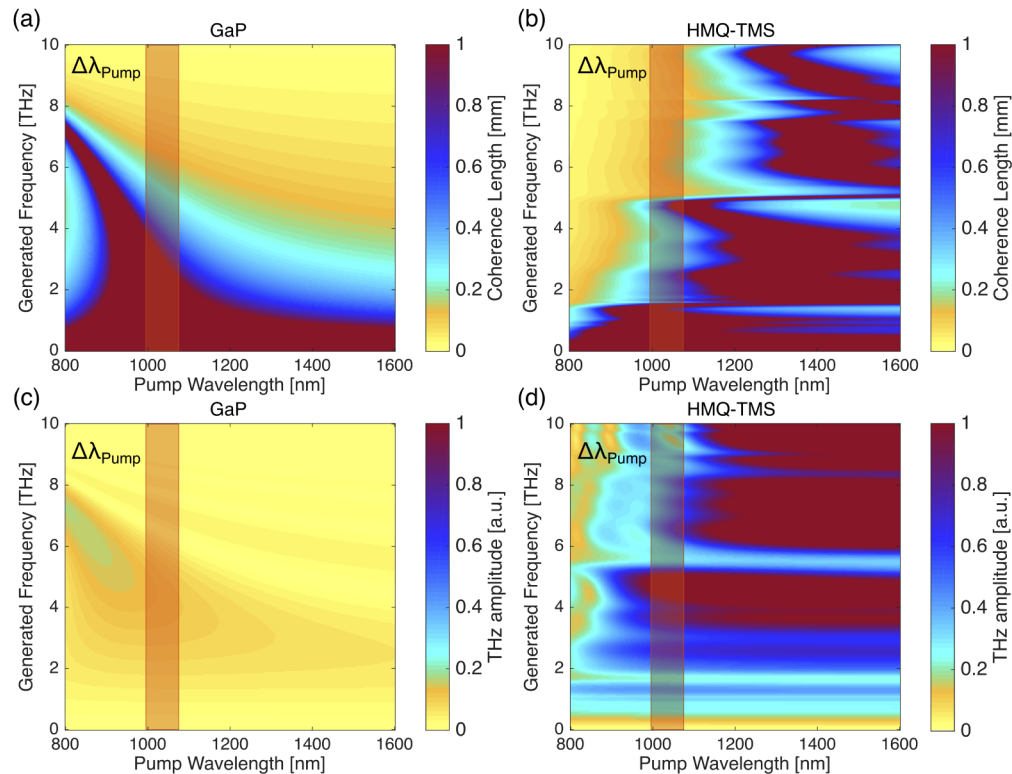 (a)
GaP
Δλ_Pump
Generated Frequency [THz]
10
8
6
4
2
0
800 1000 1200 1400 1600
Pump Wavelength [nm]
1
0.8
0.6
0.4
0.2
0
Coherence Length [mm]
(b)
HMQ-TMS
Δλ_Pump
Generated Frequency [THz]
10
8
6
4
2
0
800 1000 1200 1400 1600
Pump Wavelength [nm]
1
0.8
0.6
0.4
0.2
0
Coherence Length [mm]
(c)
GaP
Δλ_Pump
Generated Frequency [THz]
10
8
6
4
2
0
800 1000 1200 1400 1600
Pump Wavelength [nm]
1
0.8
0.6
0.4
0.2
0
THz amplitude [a.u.]
(d)
HMQ-TMS
Δλ_Pump
Generated Frequency [THz]
10
8
6
4
2
0
800 1000 1200 1400 1600
Pump Wavelength [nm]
1
0.8
0.6
0.4
0.2
0
THz amplitude [a.u.]